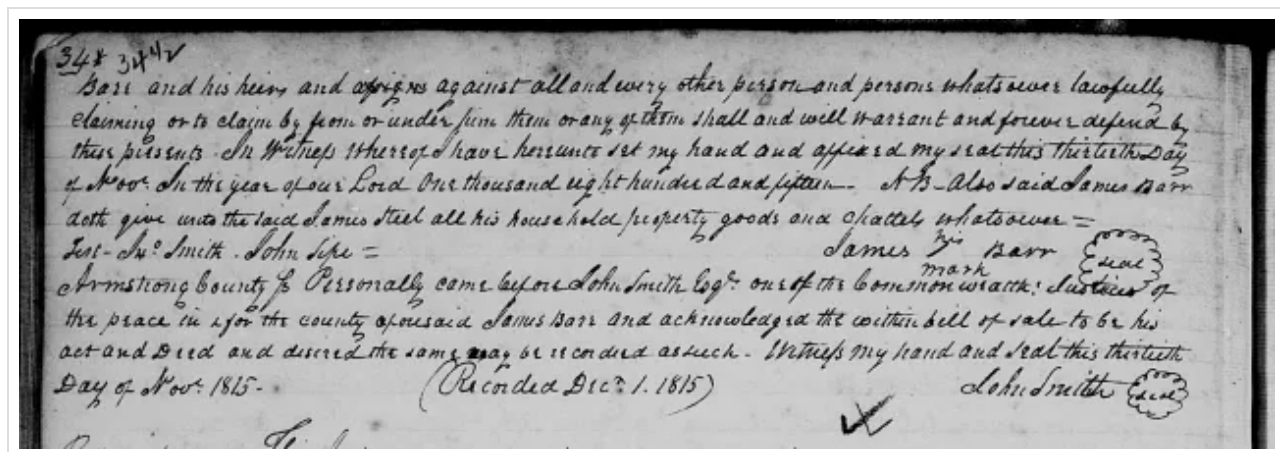 34 & 34 1/2
Barr and his heirs and assigns against all and every other person and persons whatsoever lawfully
claiming or to claim by from or under him them or any of them shall and will warrant and forever defend by
these presents. In Witness whereof I have hereunto set my hand and affixed my seal this thirtieth Day
of Novr. In the year of our Lord One thousand eight hundred and fifteen. N B - Also said James Barr
doth give unto the said James Steel all his household property goods and chattels whatsoever =
Test - Jno. Smith. John Sipe = James his mark Barr seal
Armstrong County Ss Personally came before John Smith Esqr. one of the Commonwealth: Justices of
the peace in & for the county aforesaid James Barr and acknowledged the within bill of sale to be his
act and Deed and desired the same may be recorded as such - Witness my hand and seal this thirtieth
Day of Novr. 1815 - (Recorded Decr. 1. 1815) John Smith seal